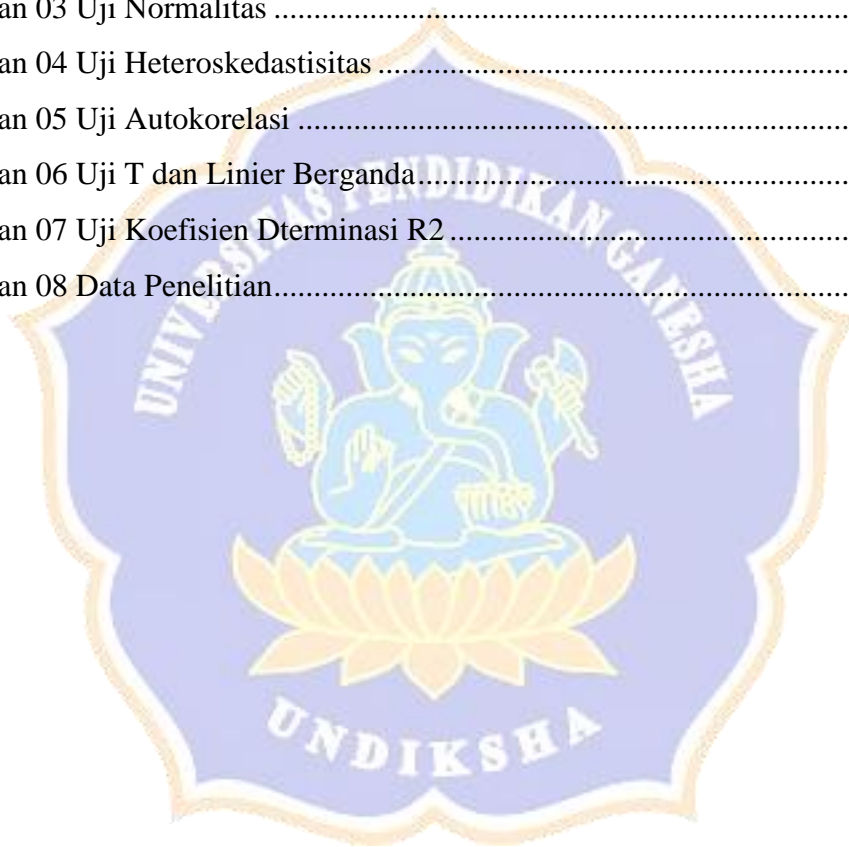 an 03 Uji Normalitas ........................................................................
an 04 Uji Heteroskedastisitas ...........................................................
an 05 Uji Autokorelasi .....................................................................
an 06 Uji T dan Linier Berganda......................................................
an 07 Uji Koefisien Dterminasi R2 ..................................................
an 08 Data Penelitian........................................................................
UNIVERSITAS PENDIDIKAN GANESHA
UNDIKSHA